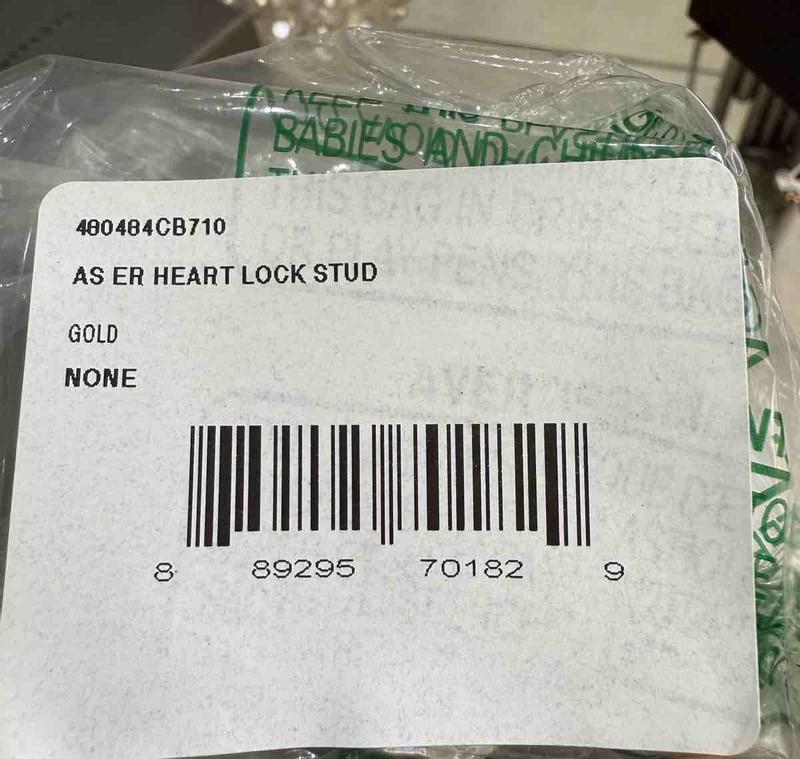 BABIES AND CHILDREN
480484CB710
AS ER HEART LOCK STUD
GOLD
NONE
8 89295 70182 9